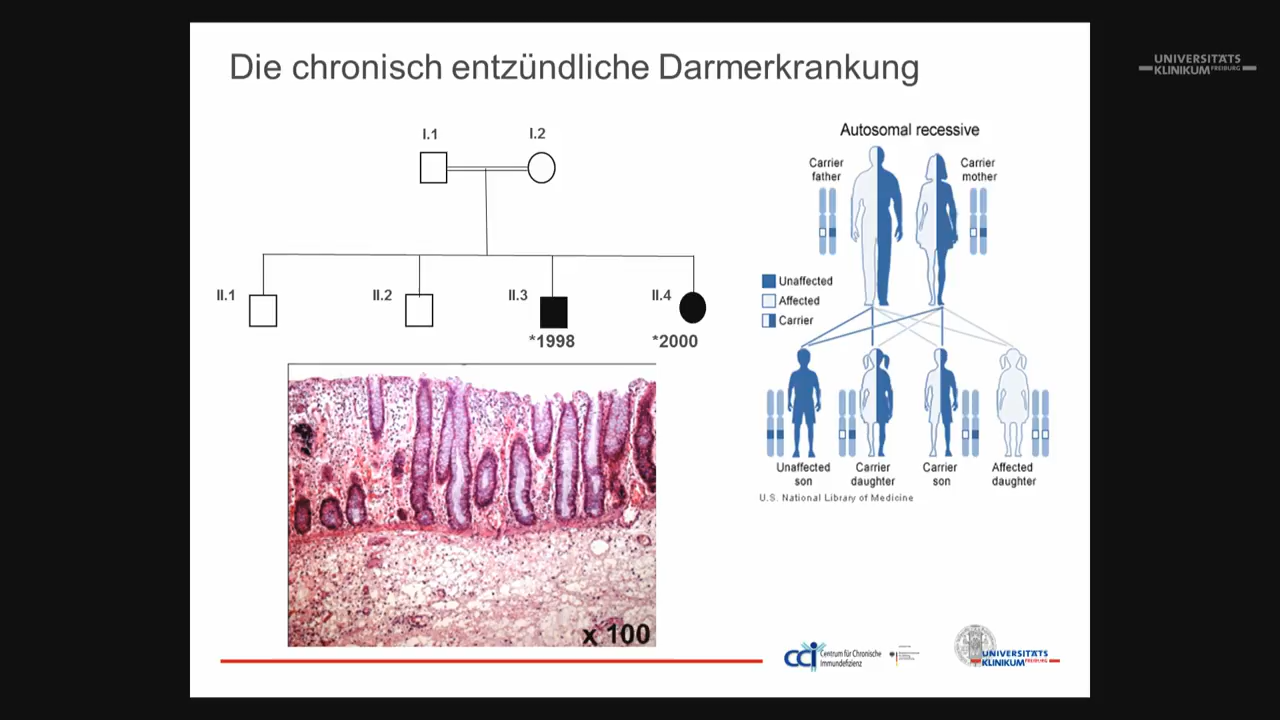 Die chronisch entzündliche Darmerkrankung
UNIVERSITÄTS
KLINIKUM FREIBURG
I.1
I.2
II.1
II.2
II.3
II.4
*1998
*2000
x 100
Autosomal recessive
Carrier
father
Carrier
mother
Unaffected
Affected
Carrier
Unaffected
son
Carrier
daughter
Carrier
son
Affected
daughter
U.S. National Library of Medicine
cci
Centrum für Chronische
Immundefizienz
UNIVERSITÄTS
KLINIKUM FREIBURG